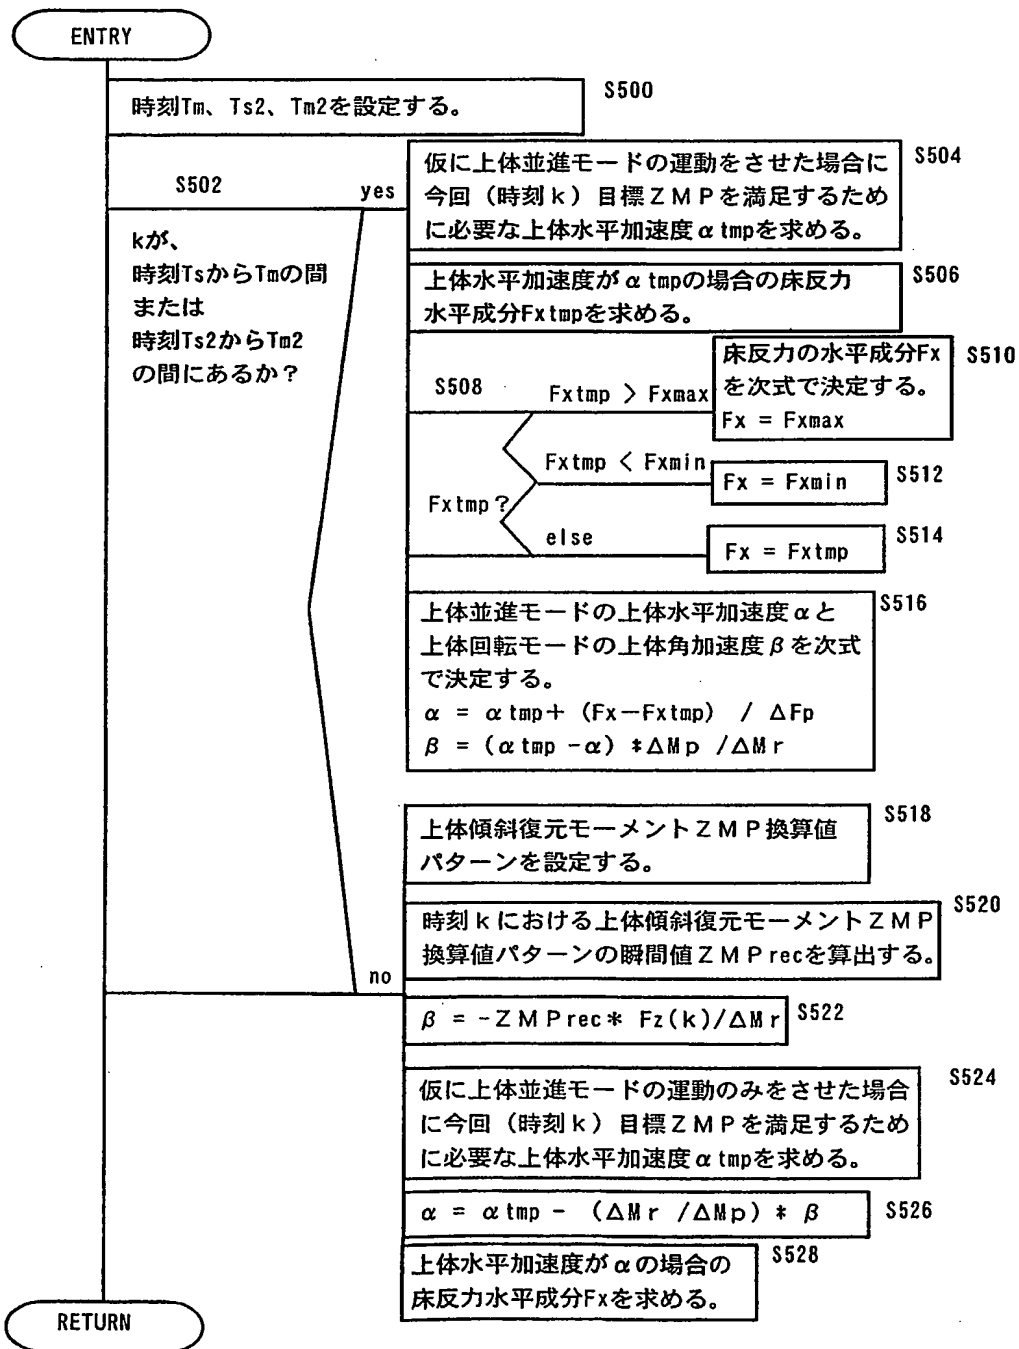 ENTRY
S500
時刻Tm、Ts2、Tm2を設定する。
S502
yes
kが、
時刻TsからTmの間
または
時刻Ts2からTm2
の間にあるか？
S504
仮に上体並進モードの運動をさせた場合に
今回（時刻k）目標ZMPを満足するため
に必要な上体水平加速度αtmpを求める。
S506
上体水平加速度がαtmpの場合の床反力
水平成分Fxtmpを求める。
S508
Fxtmp？
Fxtmp > Fxmax
S510
床反力の水平成分Fx
を次式で決定する。
Fx = Fxmax
Fxtmp < Fxmin
S512
Fx = Fxmin
else
S514
Fx = Fxtmp
S516
上体並進モードの上体水平加速度αと
上体回転モードの上体角加速度βを次式
で決定する。
α = αtmp+ (Fx−Fxtmp) / ΔFp
β = (αtmp -α) *ΔMp /ΔMr
no
S518
上体傾斜復元モーメントZMP換算値
パターンを設定する。
S520
時刻kにおける上体傾斜復元モーメントZMP
換算値パターンの瞬間値ZMPrecを算出する。
β = -ZMPrec* Fz(k)/ΔMr
S522
S524
仮に上体並進モードの運動のみをさせた場合
に今回（時刻k）目標ZMPを満足するため
に必要な上体水平加速度αtmpを求める。
α = αtmp - (ΔMr /ΔMp) * β
S526
S528
上体水平加速度がαの場合の
床反力水平成分Fxを求める。
RETURN